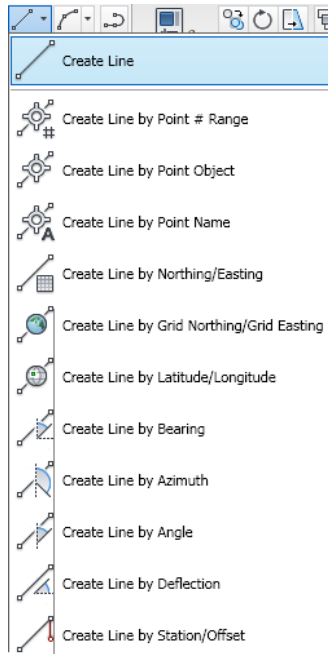 Create Line
Create Line by Point # Range
Create Line by Point Object
Create Line by Point Name
Create Line by Northing/Easting
Create Line by Grid Northing/Grid Easting
Create Line by Latitude/Longitude
Create Line by Bearing
Create Line by Azimuth
Create Line by Angle
Create Line by Deflection
Create Line by Station/Offset